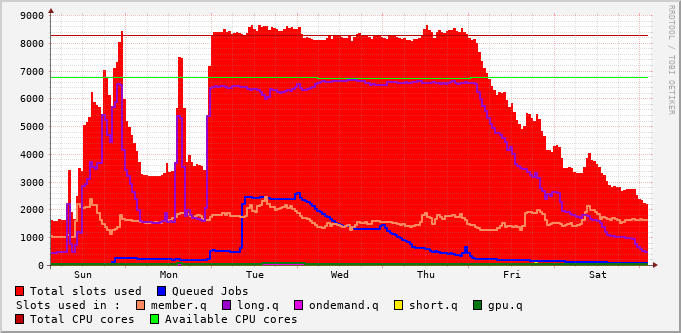 9000
8000
7000
6000
5000
4000
3000
2000
1000
0
Sun Mon Tue Wed Thu Fri Sat
RRDTOOL / TOBI OETIKER
Total slots used Queued Jobs
Slots used in : member.q long.q ondemand.q short.q gpu.q
Total CPU cores Available CPU cores